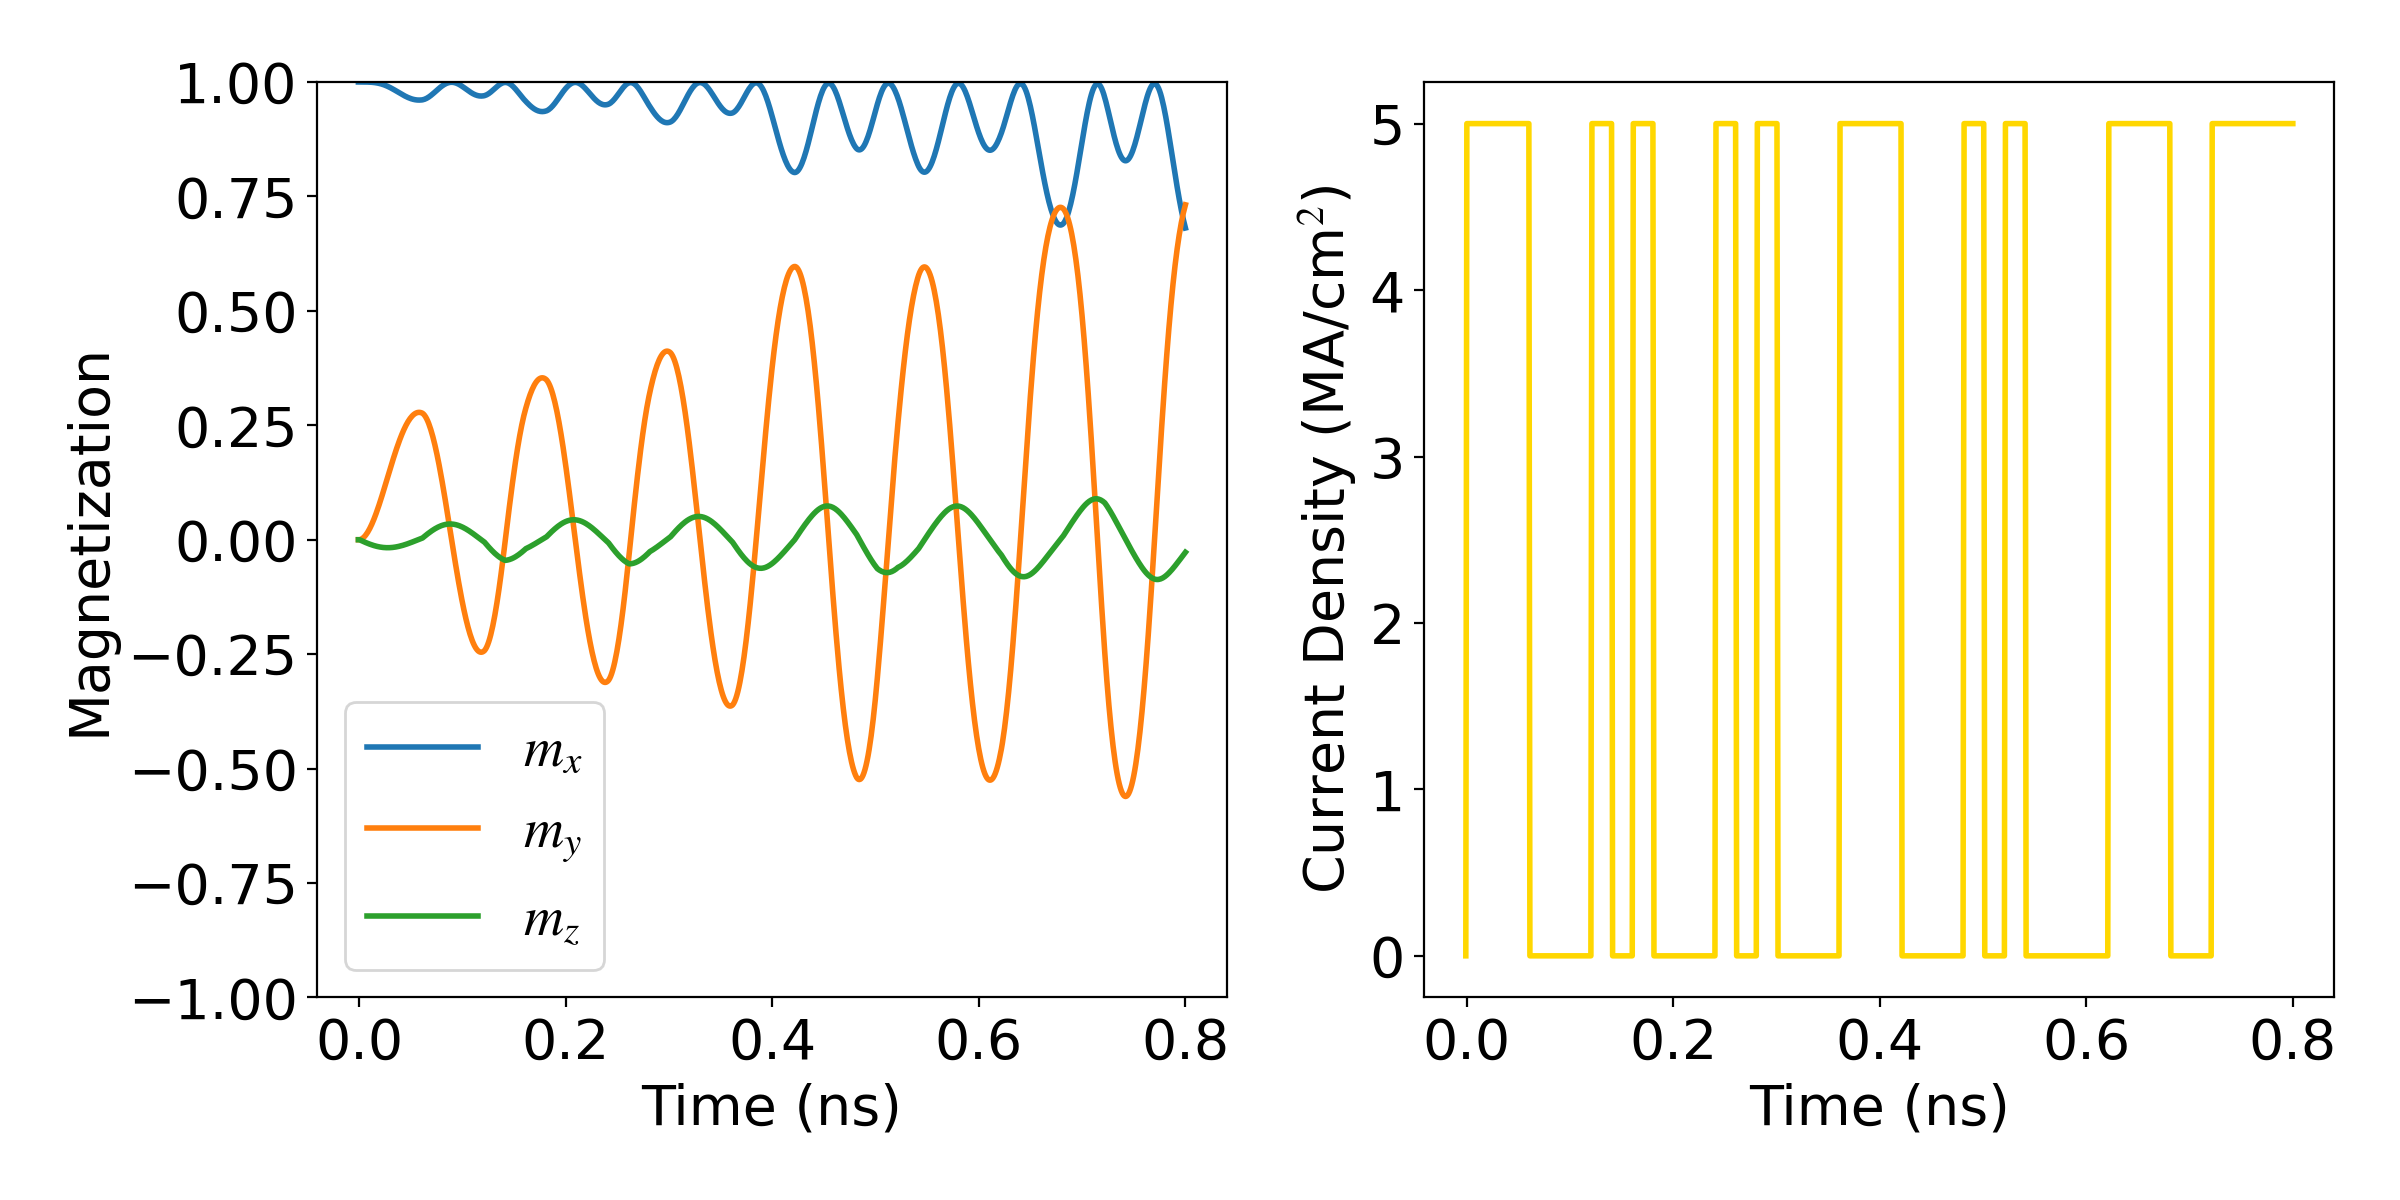 1.00
0.75
0.50
0.25
0.00
−0.25
−0.50
−0.75
−1.00
Magnetization
0.0 0.2 0.4 0.6 0.8
Time (ns)
m_x
m_y
m_z
5
4
3
2
1
0
Current Density (MA/cm²)
0.0 0.2 0.4 0.6 0.8
Time (ns)